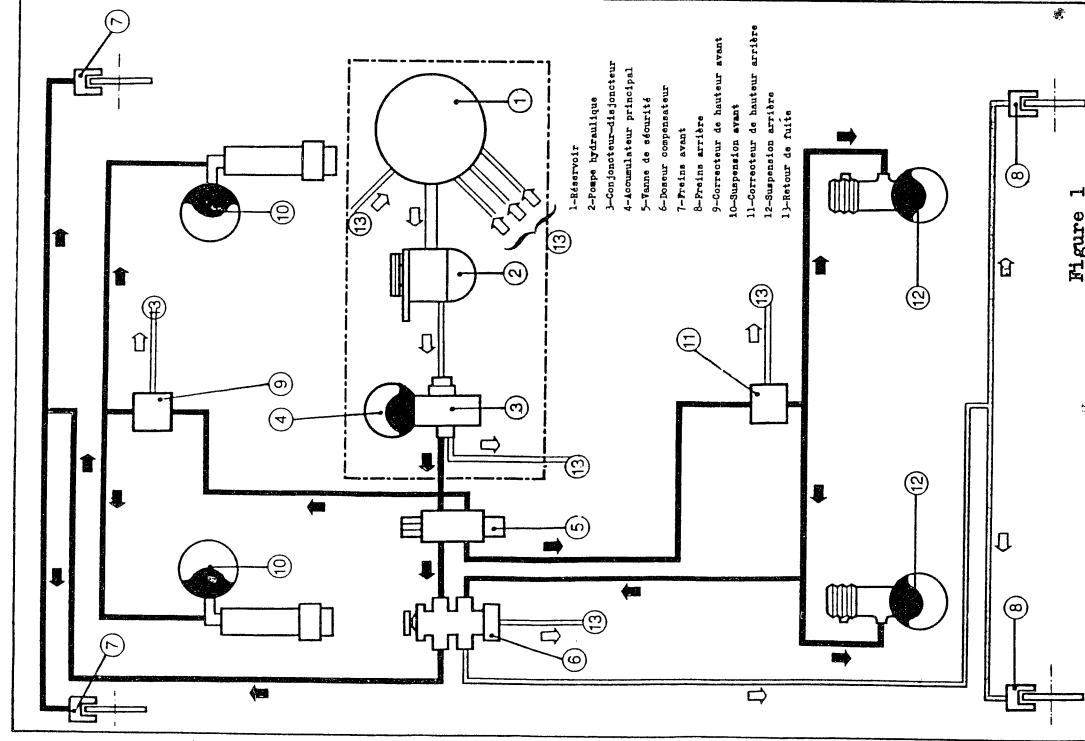 7
7
10
10
13
9
4
3
13
13
2
1
13
5
6
13
11
13
12
12
8
8
1-Réservoir
2-Pompe hydraulique
3-Conjoncteur-disjoncteur
4-Accumulateur principal
5-Vanne de sécurité
6-Doseur compensateur
7-Freins avant
8-Freins arrière
9-Correcteur de hauteur avant
10-Suspension avant
11-Correcteur de hauteur arrière
12-Suspension arrière
13-Retour de fuite
Figure 1